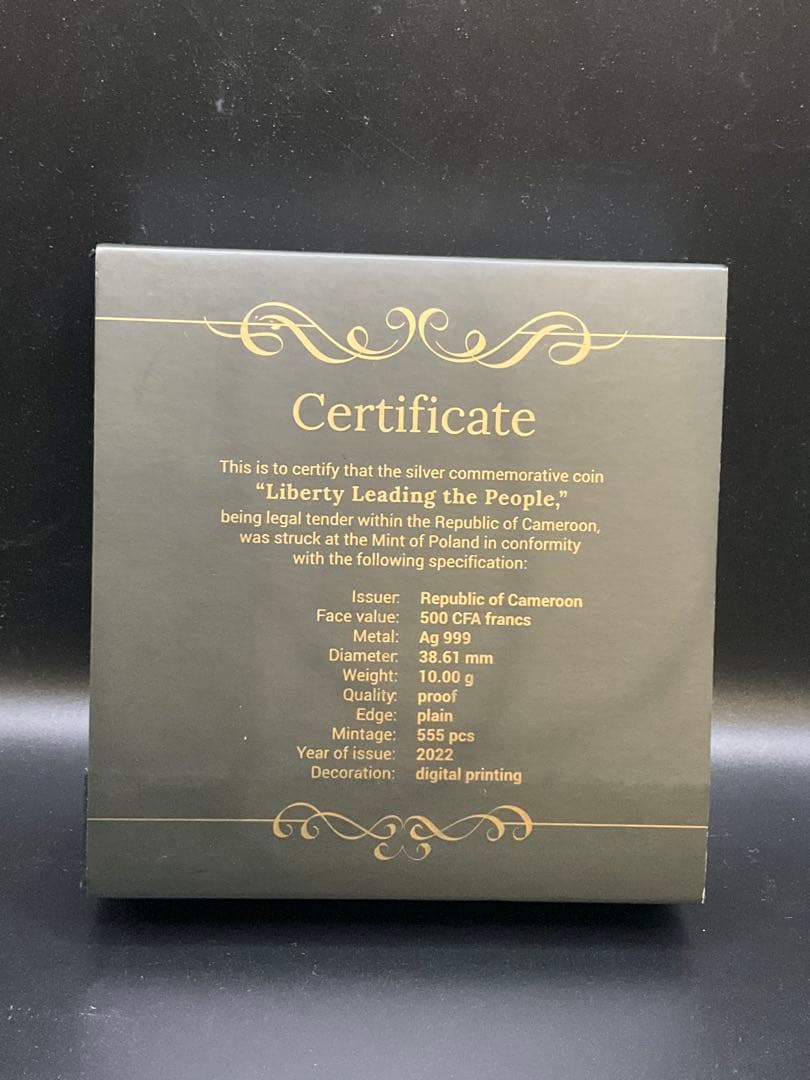 Certificate
This is to certify that the silver commemorative coin
“Liberty Leading the People,”
being legal tender within the Republic of Cameroon,
was struck at the Mint of Poland in conformity
with the following specification:
Issuer: Republic of Cameroon
Face value: 500 CFA francs
Metal: Ag 999
Diameter: 38.61 mm
Weight: 10.00 g
Quality: proof
Edge: plain
Mintage: 555 pcs
Year of issue: 2022
Decoration: digital printing